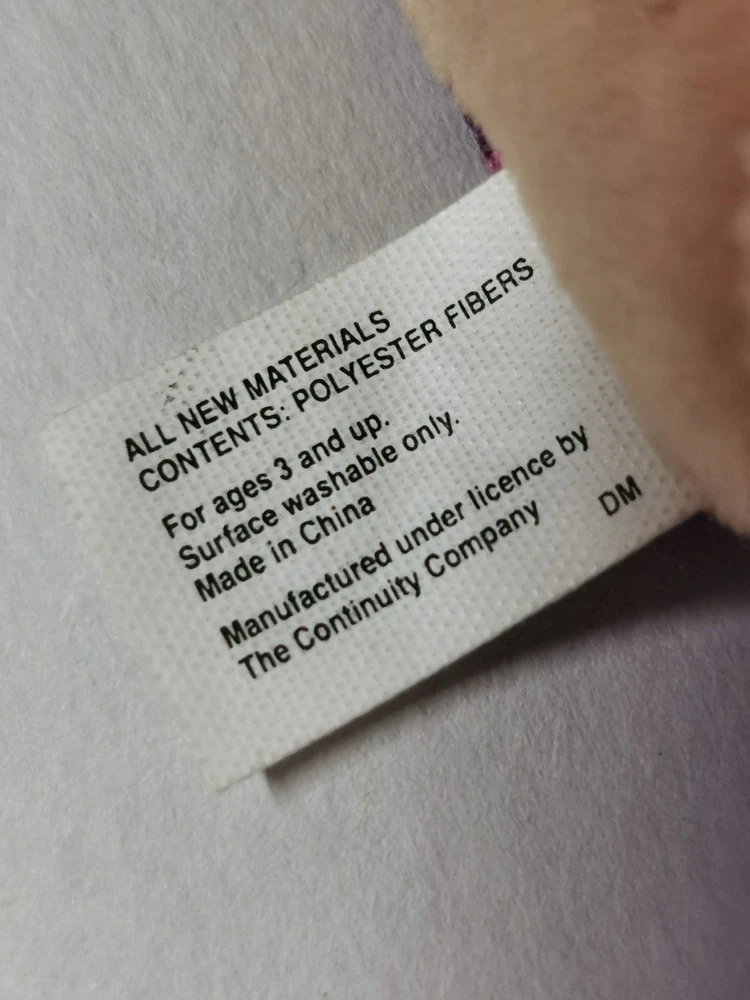 ALL NEW MATERIALS
CONTENTS: POLYESTER FIBERS
For ages 3 and up.
Surface washable only.
Made in China
Manufactured under licence by
The Continuity Company
DM